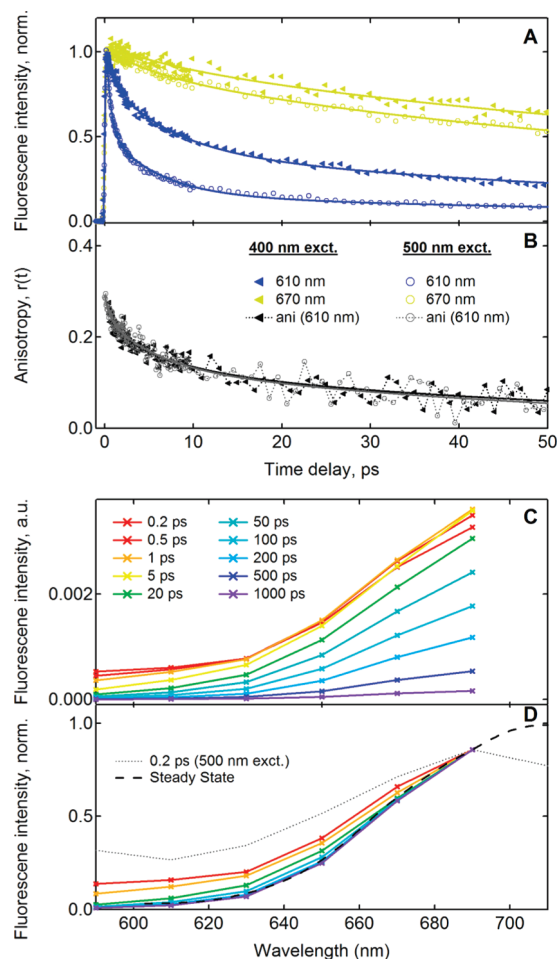 A
Fluorescene intensity, norm.
1.0
0.5
0.0
B
Anisotropy, r(t)
0.4
0.2
0.0
400 nm exct. 500 nm exct.
610 nm 610 nm
670 nm 670 nm
ani (610 nm) ani (610 nm)
0 10 20 30 40 50
Time delay, ps
C
Fluorescene intensity, a.u.
0.002
0.000
0.2 ps 50 ps
0.5 ps 100 ps
1 ps 200 ps
5 ps 500 ps
20 ps 1000 ps
D
Fluorescene intensity, norm.
1.0
0.5
0.0
0.2 ps (500 nm exct.)
Steady State
600 620 640 660 680 700
Wavelength (nm)